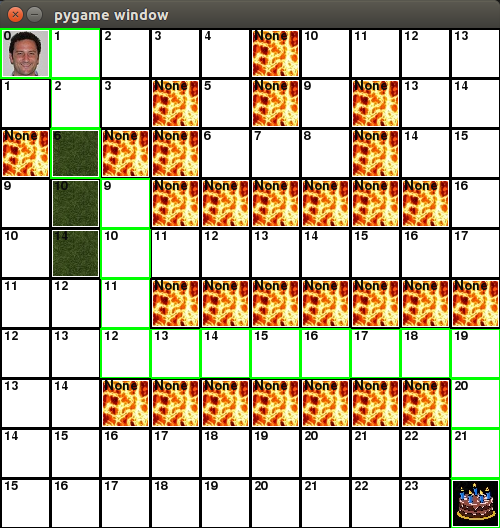 pygame window
0 1 2 3 4 None 10 11 12 13
1 2 3 None 5 None 9 None 13 14
None 6 None None 6 7 8 None 14 15
9 10 9 None None None None None None 16
10 14 10 11 12 13 14 15 16 17
11 12 11 None None None None None None None
12 13 12 13 14 15 16 17 18 19
13 14 None None None None None None None 20
14 15 16 17 18 19 20 21 22 21
15 16 17 18 19 20 21 22 23